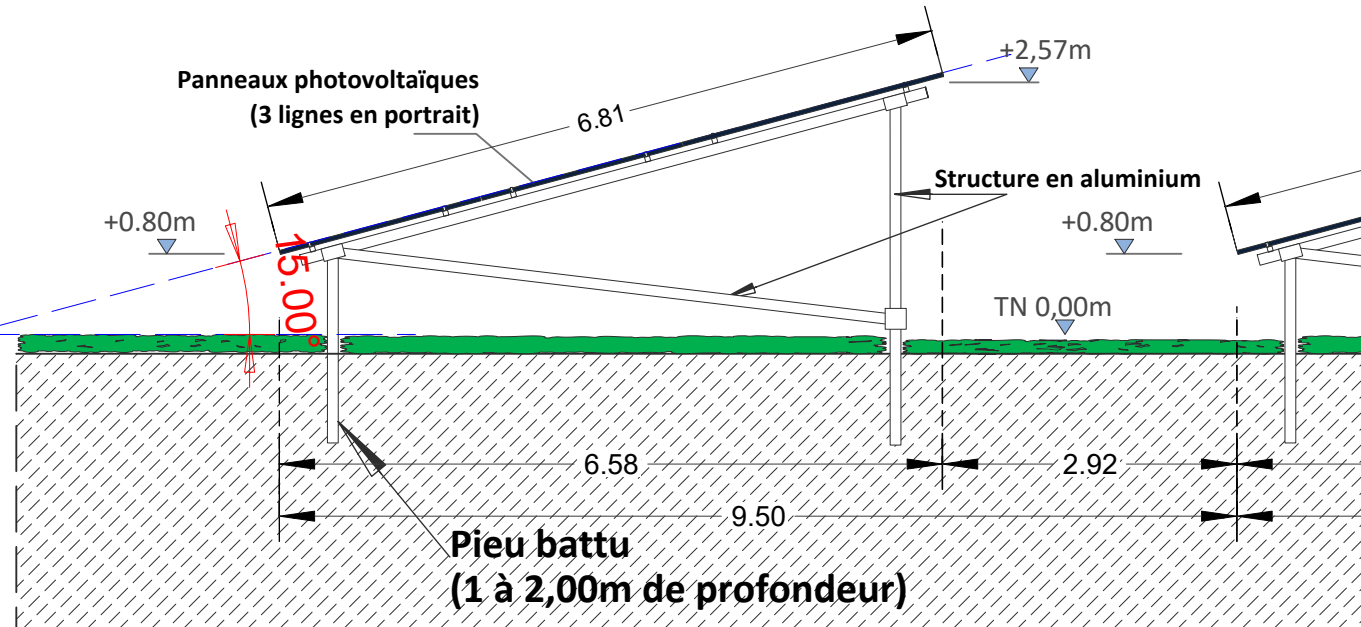 +2,57m
Panneaux photovoltaïques
(3 lignes en portrait)
6.81
Structure en aluminium
+0.80m
+0.80m
15.00°
TN 0,00m
6.58
2.92
9.50
Pieu battu
(1 à 2,00m de profondeur)